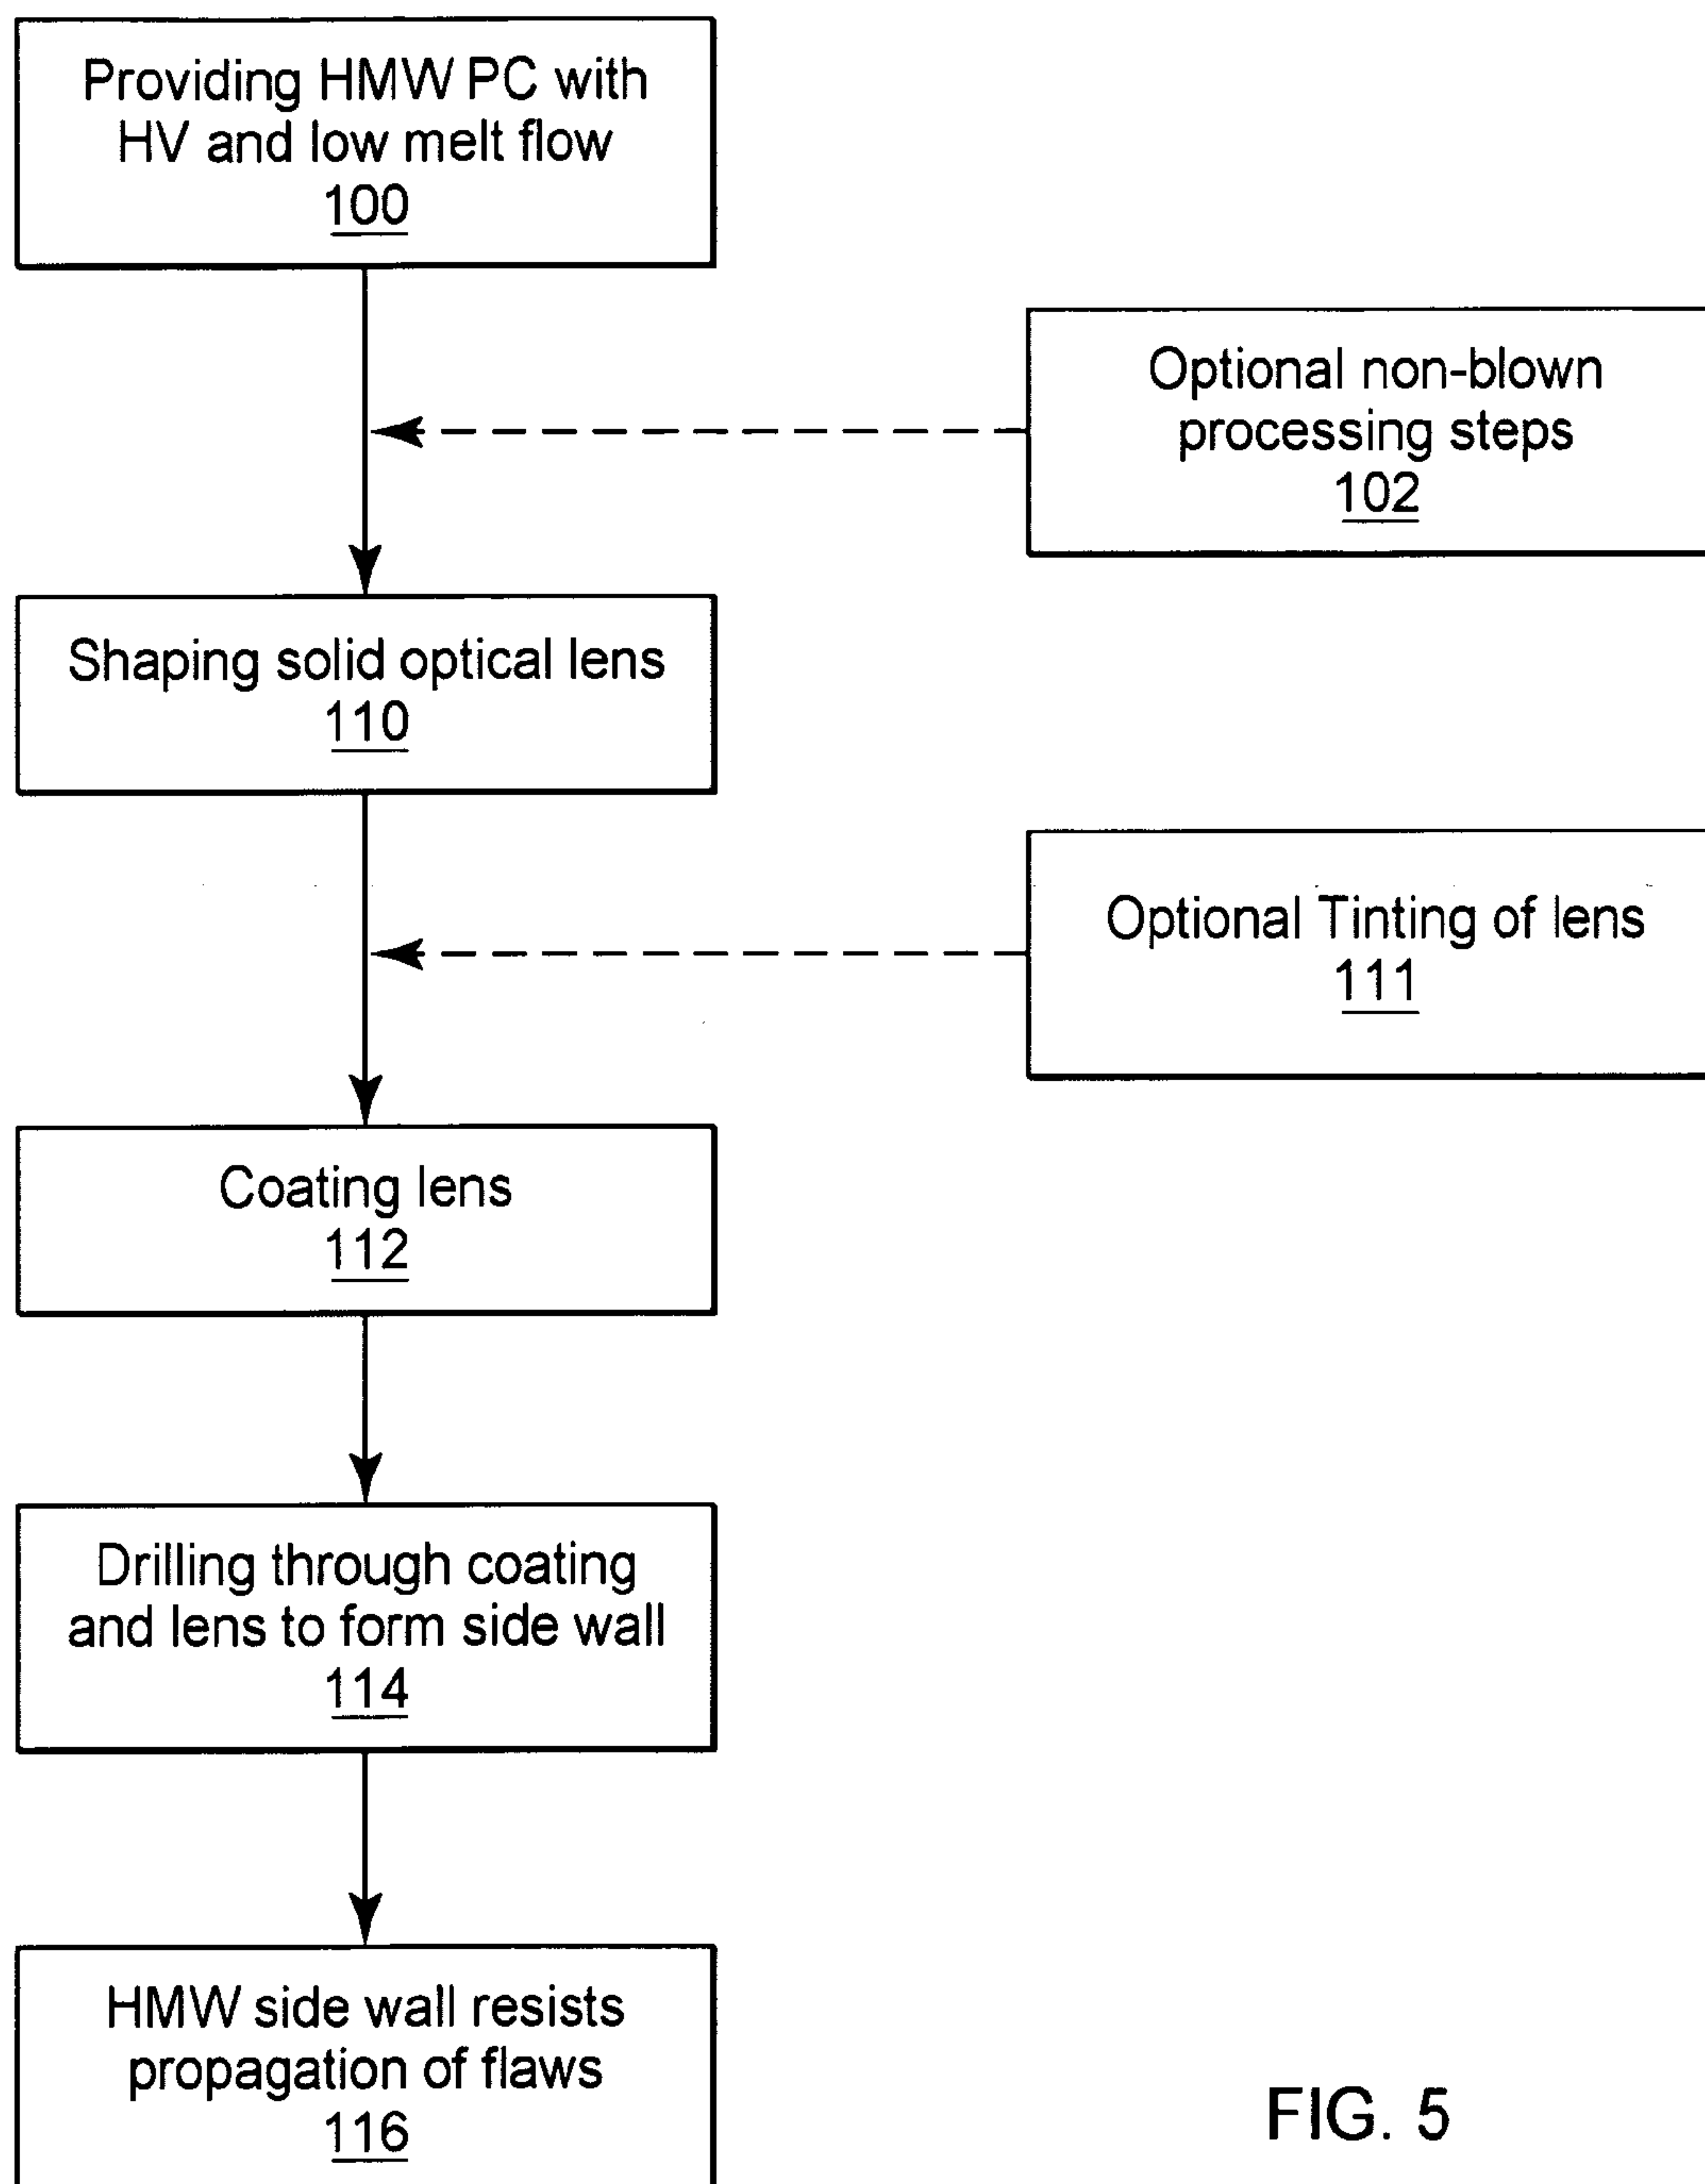 Providing HMW PC with
HV and low melt flow
100
Optional non-blown
processing steps
102
Shaping solid optical lens
110
Optional Tinting of lens
111
Coating lens
112
Drilling through coating
and lens to form side wall
114
HMW side wall resists
propagation of flaws
116
FIG. 5